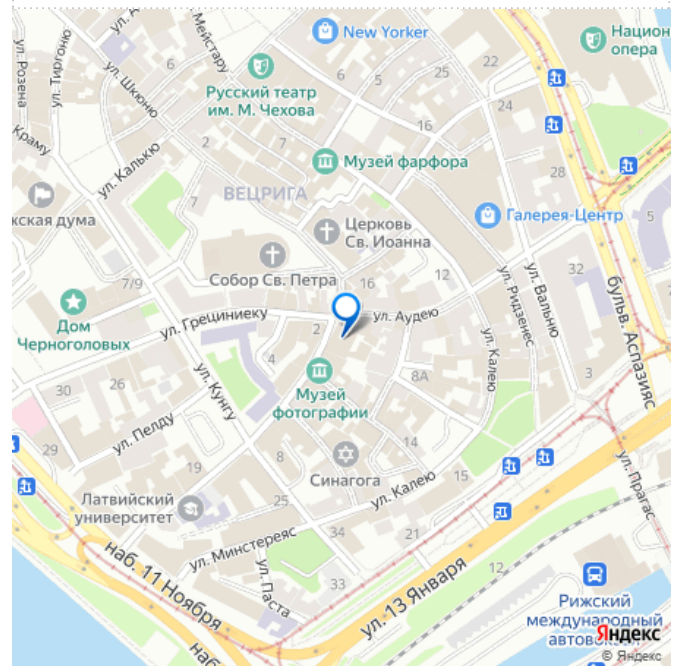 New Yorker
Национ
опера
ул. Розена
ул. Тиргоню
ул. Д
Мейстару
ул. Шкюню
6
5
25
22
24
Русский театр
им. М. Чехова
Краму
ул. Калькю
2
7
16
Музей фарфора
28
ВЕЦРИГА
жская дума
7
Церковь
Св. Иоанна
Галерея-Центр
5
Собор Св. Петра
7/9
16
12
32
ул. Ридзенес
ул. Вальню
бульв. Аспазияс
Дом
Черноголовых
ул. Грециниеку
2
ул. Аудею
4
ул. Калею
30
26
ул. Кунгу
8А
3
Музей
фотографии
ул. Пелду
29
14
19
8
Синагога
15
ул. Калею
ул. Прагас
Латвийский
университет
25
ул. Минстереяс
34
21
наб. 11 Ноября
ул. Паста
33
ул. 13 Января
12
Рижский
международный
автовокзал
наб.
Яндекс
© Яндекс